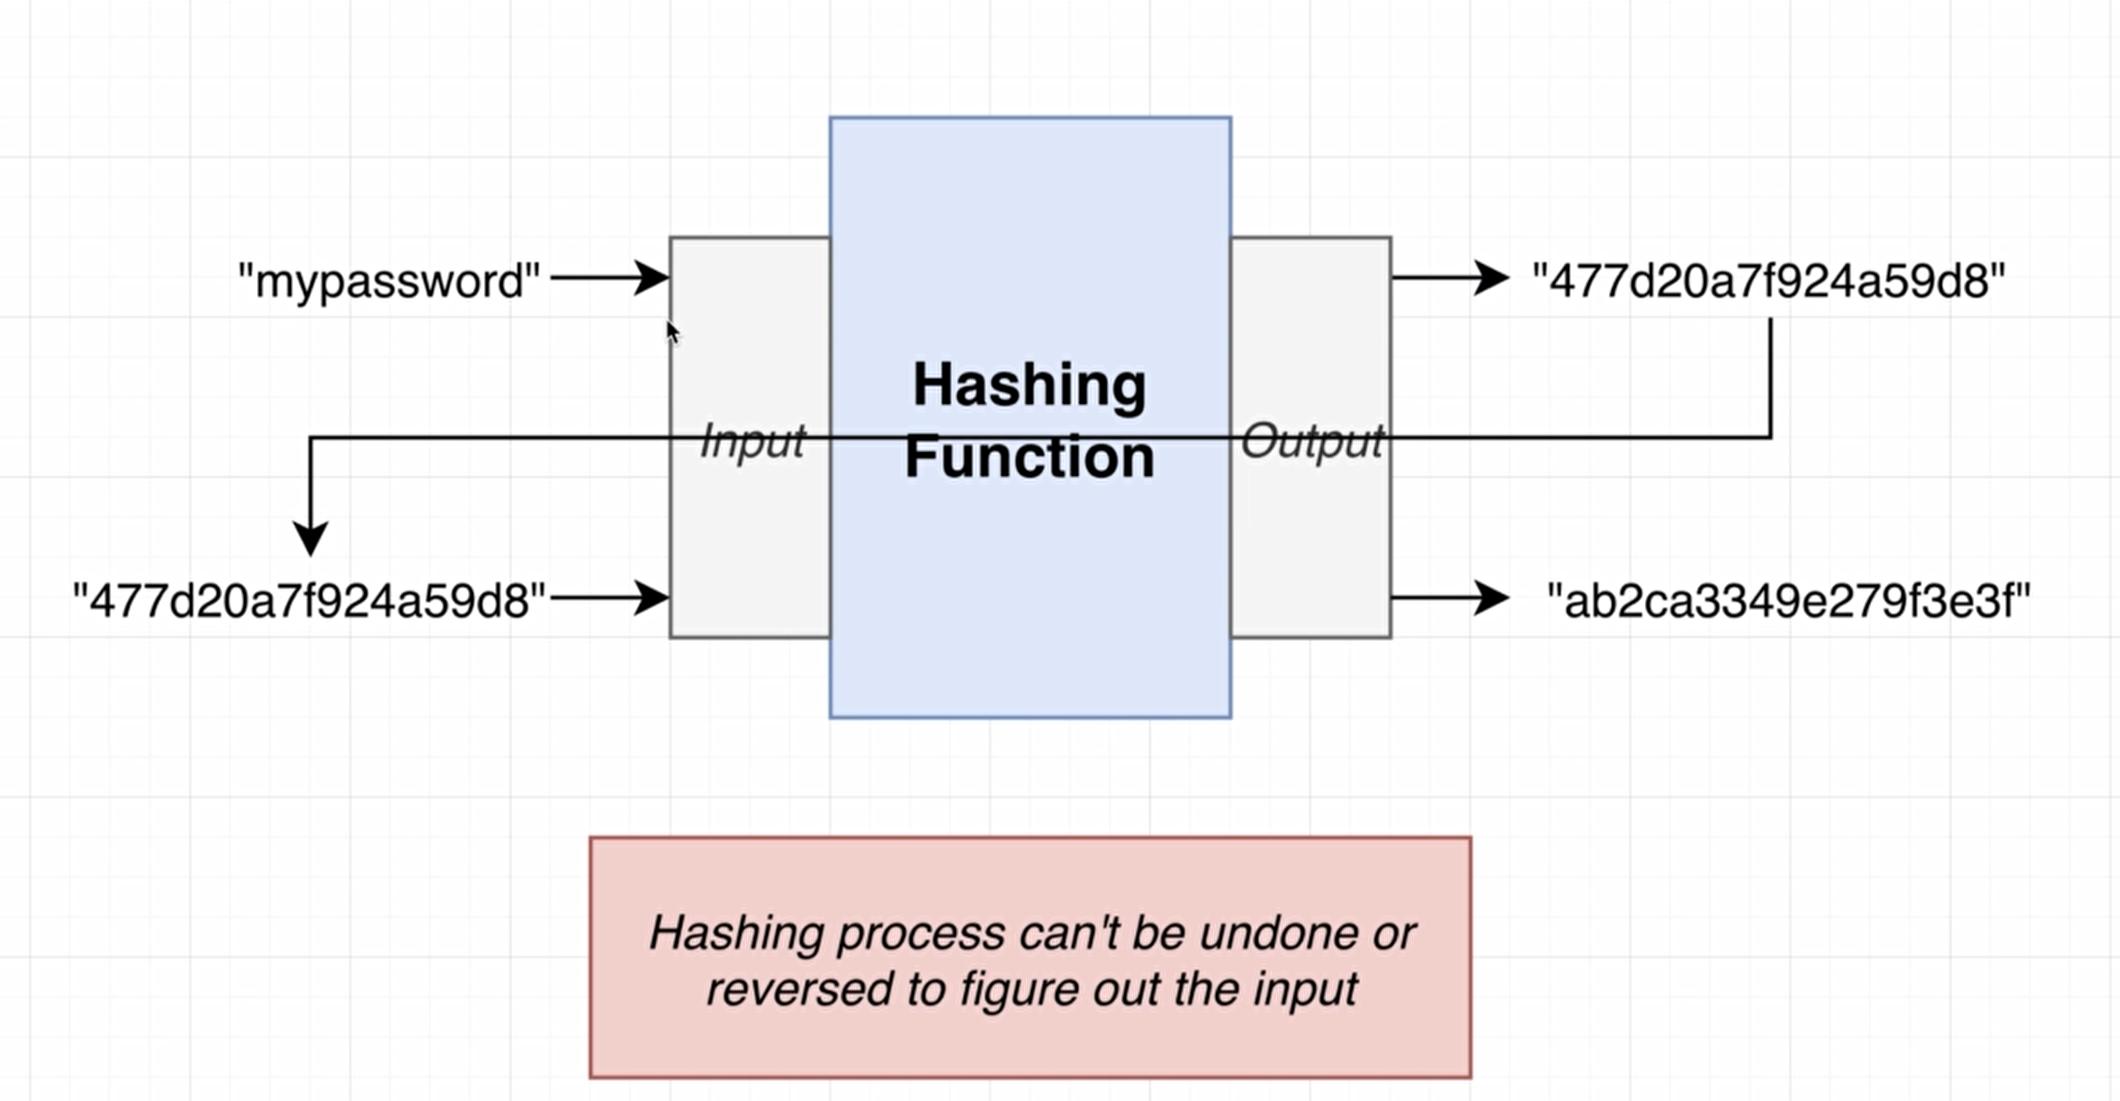 "mypassword"
"477d20a7f924a59d8"
Hashing
Function
Input
Output
"477d20a7f924a59d8"
"ab2ca3349e279f3e3f"
Hashing process can't be undone or
reversed to figure out the input